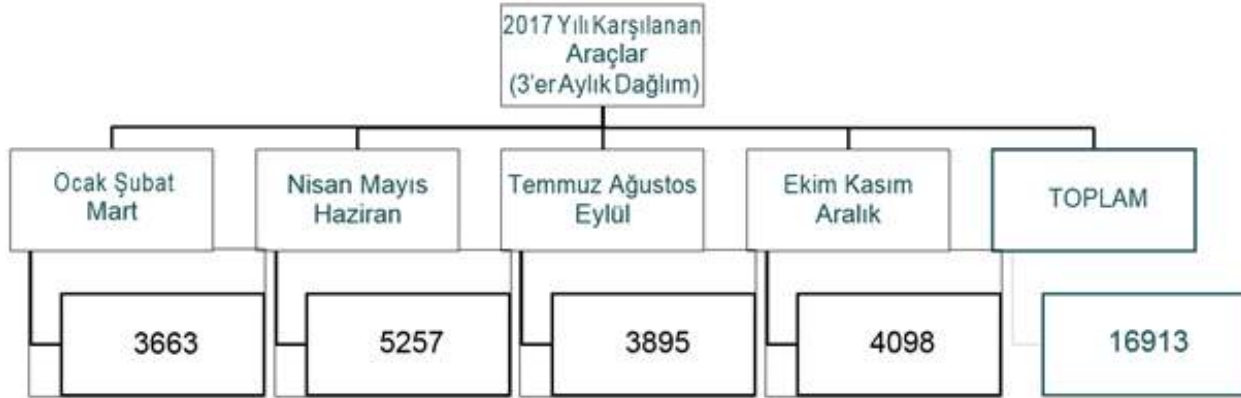 2017 Yılı Karşılanan
Araçlar
(3'er Aylık Dağlım)
Ocak Şubat
Mart
Nisan Mayıs
Haziran
Temmuz Ağustos
Eylül
Ekim Kasım
Aralık
TOPLAM
3663
5257
3895
4098
16913